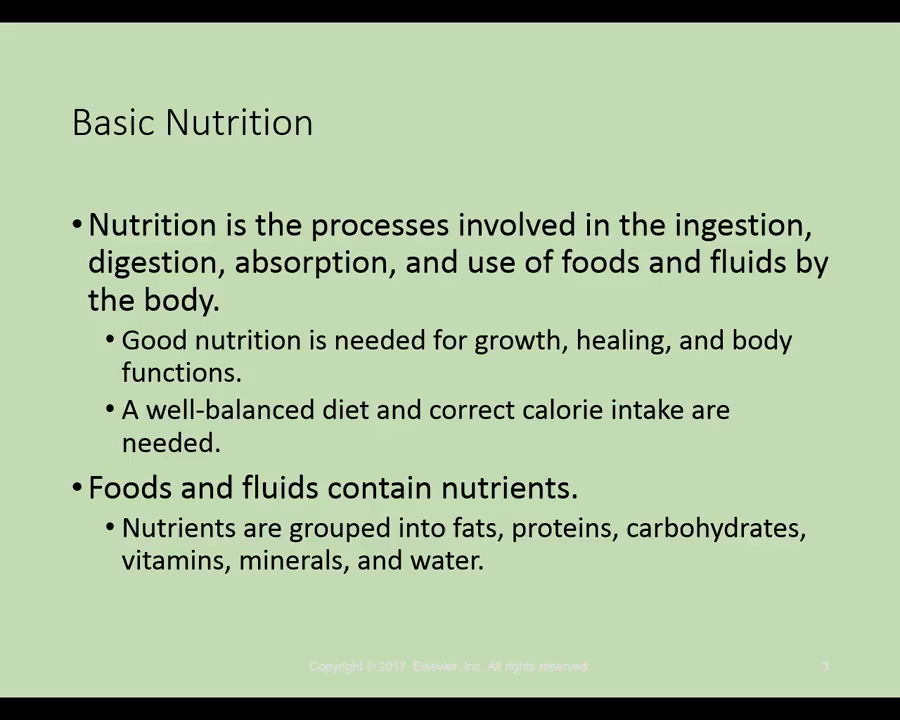 Basic Nutrition
• Nutrition is the processes involved in the ingestion,
digestion, absorption, and use of foods and fluids by
the body.
• Good nutrition is needed for growth, healing, and body
functions.
• A well-balanced diet and correct calorie intake are
needed.
• Foods and fluids contain nutrients.
• Nutrients are grouped into fats, proteins, carbohydrates,
vitamins, minerals, and water.
Copyright © 2017, Elsevier, Inc. All rights reserved. 3